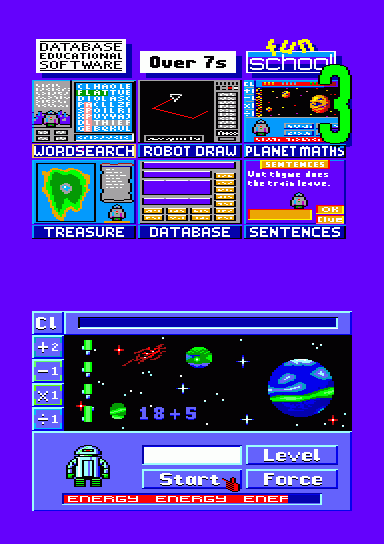 DATABASE
EDUCATIONAL
SOFTWARE
Over 7s
fun
school
3
WORDSEARCH
ROBOT DRAW
PLANET MATHS
SENTENCES
Wut thyme does
the train leave.
OK
Clue
TREASURE
DATABASE
SENTENCES
Cl
+2
-1
×1
÷1
18+5
Level
Start
Force
ENERGY ENERGY ENEF